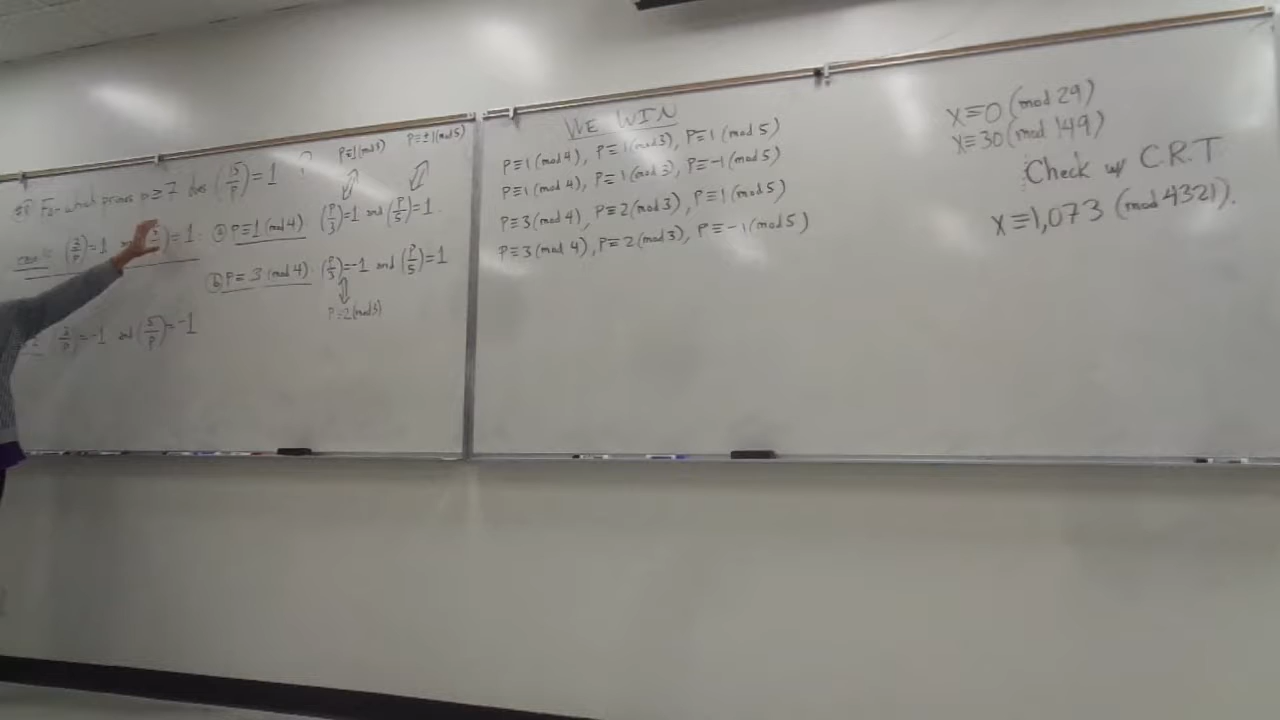 P≡1(mod 3)
P≡±1(mod 5)
For what primes p≥7 does (15/p)=1 ?
(3/p)=1 (5/p)=1. ⓐ P≡1 (mod 4). (P/3)=1 and (P/5)=1.
ⓑ P≡3 (mod 4). (P/3)=-1 and (P/5)=1
P≡2(mod 3)
(3/p)=-1 and (5/p)=-1
WE WIN
P≡1(mod 4), P≡1(mod 3), P≡1(mod 5)
P≡1(mod 4), P≡1(mod 3), P≡-1(mod 5)
P≡3(mod 4), P≡2(mod 3), P≡1(mod 5)
P≡3(mod 4), P≡2(mod 3), P≡-1(mod 5)
X≡0 (mod 29)
X≡30 (mod 149)
Check w/ C.R.T
X≡1,073 (mod 4321).